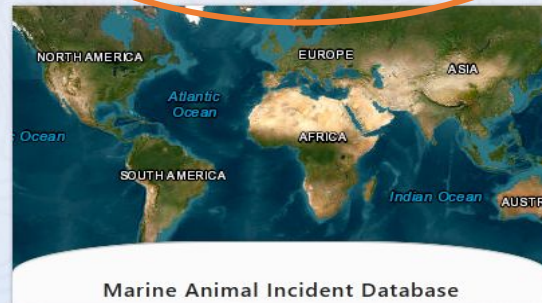 NORTH AMERICA
EUROPE
ASIA
Atlantic
Ocean
Ocean
AFRICA
SOUTH AMERICA
Indian Ocean
Marine Animal Incident Database